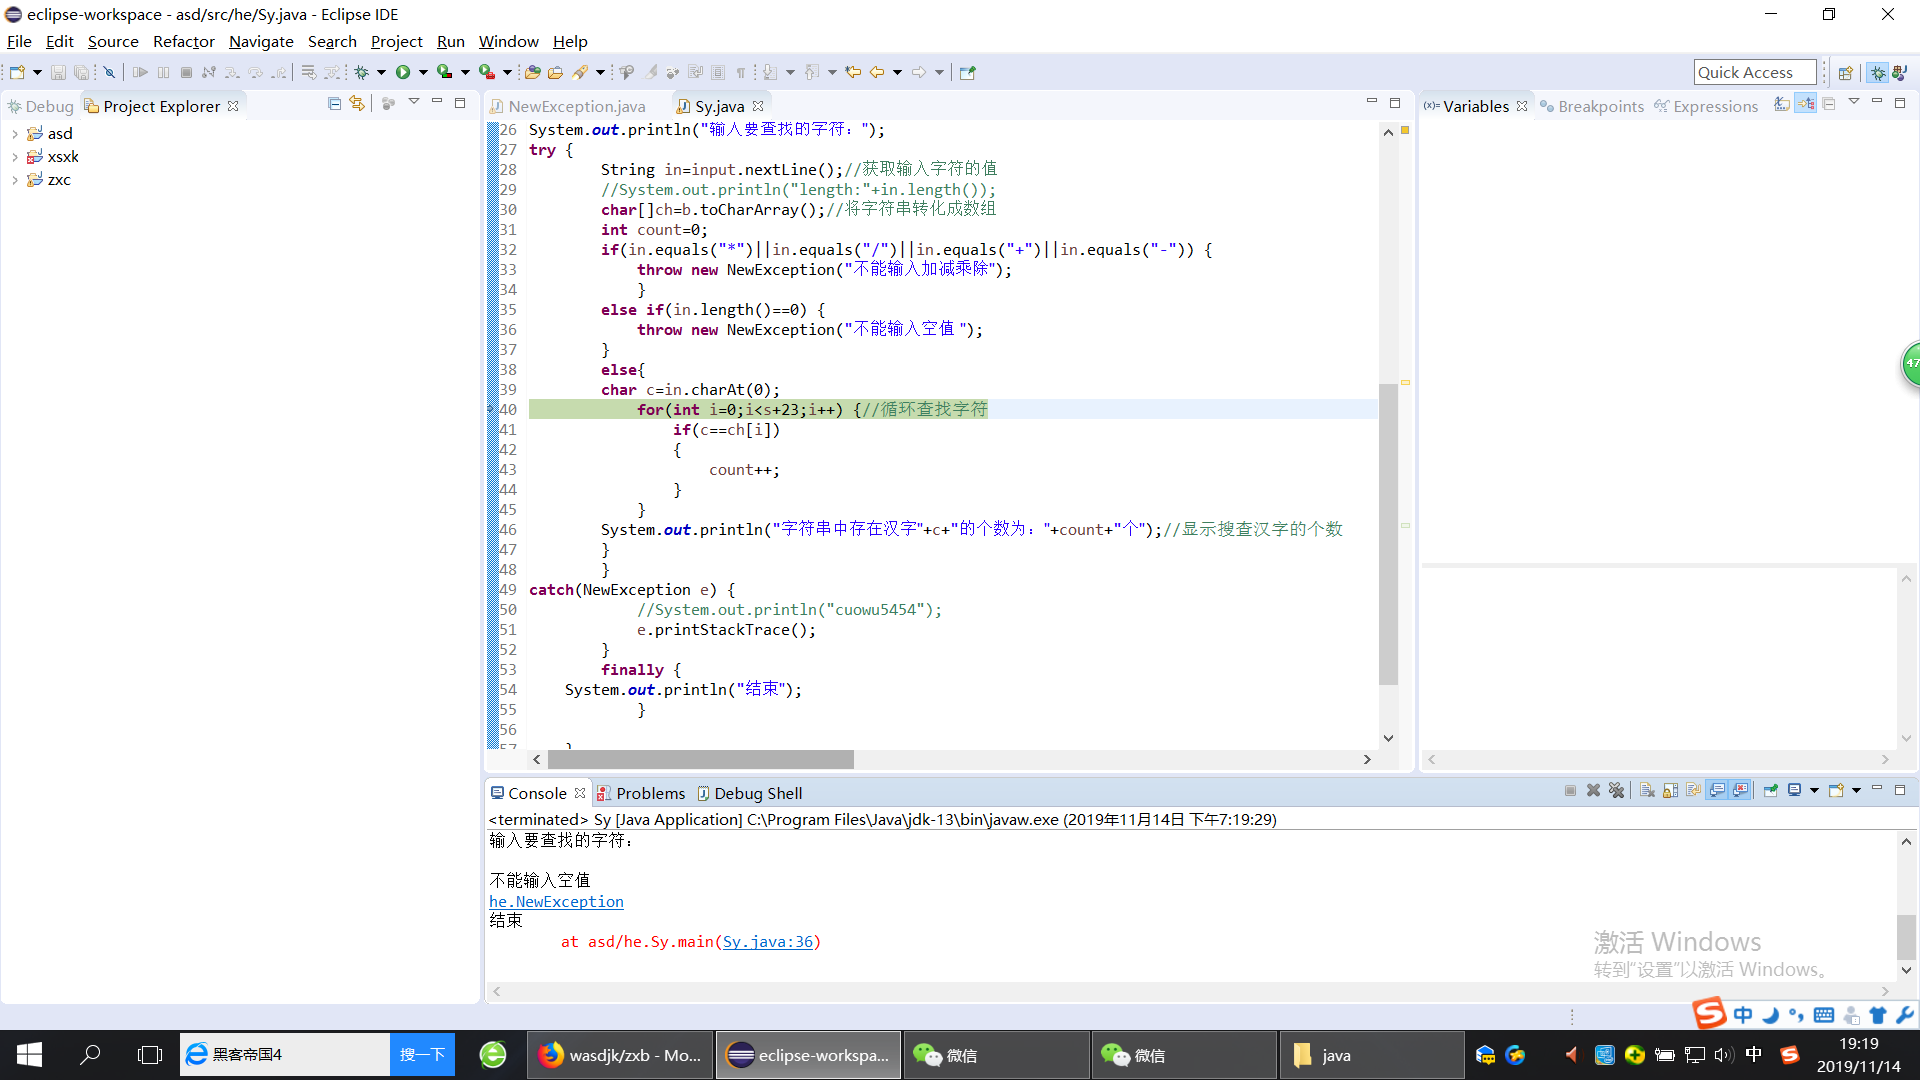 eclipse-workspace - asd/src/he/Sy.java - Eclipse IDE
File Edit Source Refactor Navigate Search Project Run Window Help
Quick Access
Debug Project Explorer
asd
xsxk
zxc
NewException.java Sy.java
26 System.out.println("输入要查找的字符：");
27 try {
28 String in=input.nextLine();//获取输入字符的值
29 //System.out.println("length:"+in.length());
30 char[]ch=b.toCharArray();//将字符串转化成数组
31 int count=0;
32 if(in.equals("*")||in.equals("/")||in.equals("+")||in.equals("-")) {
33 throw new NewException("不能输入加减乘除");
34 }
35 else if(in.length()==0) {
36 throw new NewException("不能输入空值 ");
37 }
38 else{
39 char c=in.charAt(0);
40 for(int i=0;i<s+23;i++) {//循环查找字符
41 if(c==ch[i])
42 {
43 count++;
44 }
45 }
46 System.out.println("字符串中存在汉字"+c+"的个数为："+count+"个");//显示搜查汉字的个数
47 }
48 }
49 catch(NewException e) {
50 //System.out.println("cuowu5454");
51 e.printStackTrace();
52 }
53 finally {
54 System.out.println("结束");
55 }
56
57 }
(x)= Variables Breakpoints Expressions
47
Console Problems Debug Shell
<terminated> Sy [Java Application] C:\Program Files\Java\jdk-13\bin\javaw.exe (2019年11月14日 下午7:19:29)
输入要查找的字符：
不能输入空值
he.NewException
结束
at asd/he.Sy.main(Sy.java:36)
激活 Windows
转到"设置"以激活 Windows。
中
黑客帝国4
搜一下
wasdjk/zxb - Mo...
eclipse-workspa...
微信
微信
java
中
19:19
2019/11/14